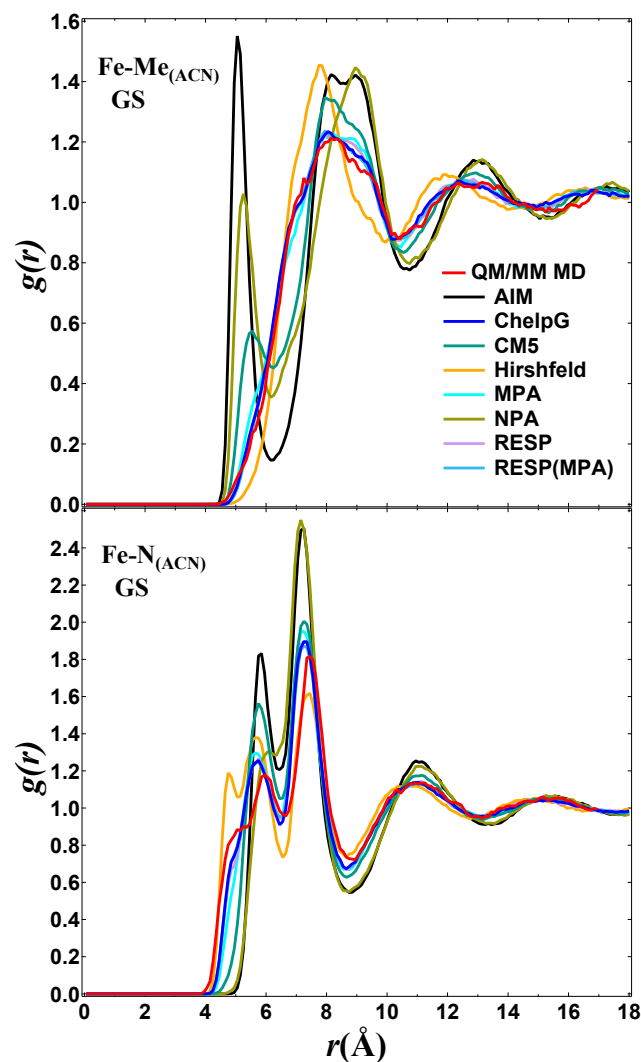 1.6
Fe-Me(ACN)
GS
1.4
1.2
1.0
0.8
0.6
0.4
0.2
0.0
g(r)
QM/MM MD
AIM
ChelpG
CM5
Hirshfeld
MPA
NPA
RESP
RESP(MPA)
Fe-N(ACN)
GS
2.4
2.2
2.0
1.8
1.6
1.4
1.2
1.0
0.8
0.6
0.4
0.2
0.0
g(r)
0 2 4 6 8 10 12 14 16 18
r(Å)